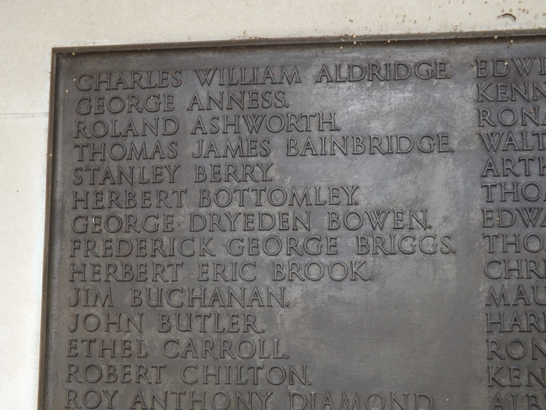 CHARLES WILLIAM ALDRIDGE.
GEORGE ANNESS.
ROLAND ASHWORTH.
THOMAS JAMES BAINBRIDGE.
STANLEY BERRY.
HERBERT BOTTOMLEY.
GEORGE DRYEDEN BOWEN.
FREDERICK GEORGE BRIGGS.
HERBERT ERIC BROOK.
JIM BUCHANAN.
JOHN BUTLER.
ETHEL CARROLL.
ROBERT CHILTON.
ROY ANTHONY DIAMOND.